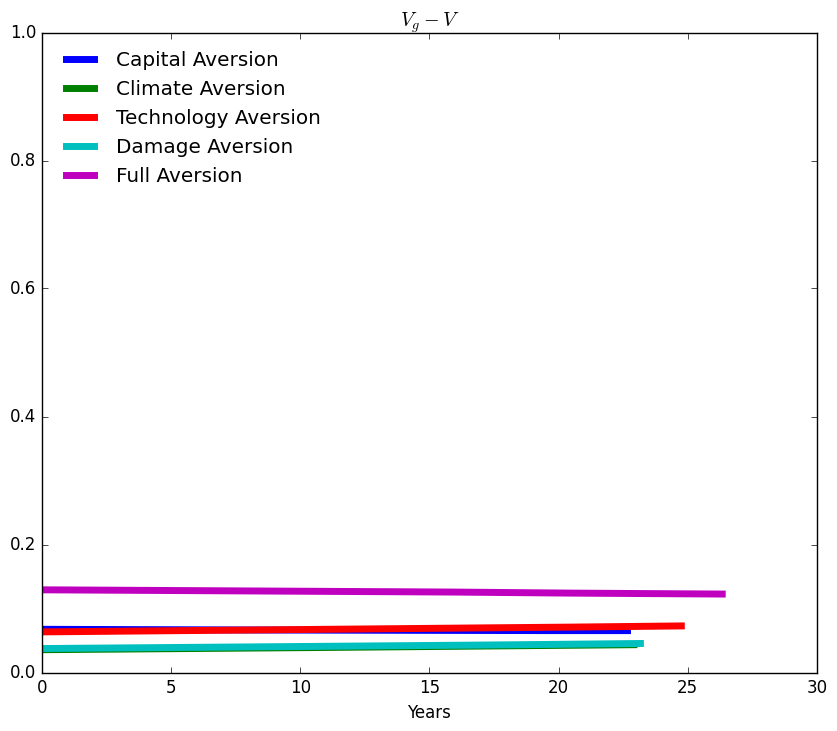 V_g − V
1.0
Capital Aversion
Climate Aversion
Technology Aversion
Damage Aversion
Full Aversion
0.8
0.6
0.4
0.2
0.0
0 5 10 15 20 25 30
Years